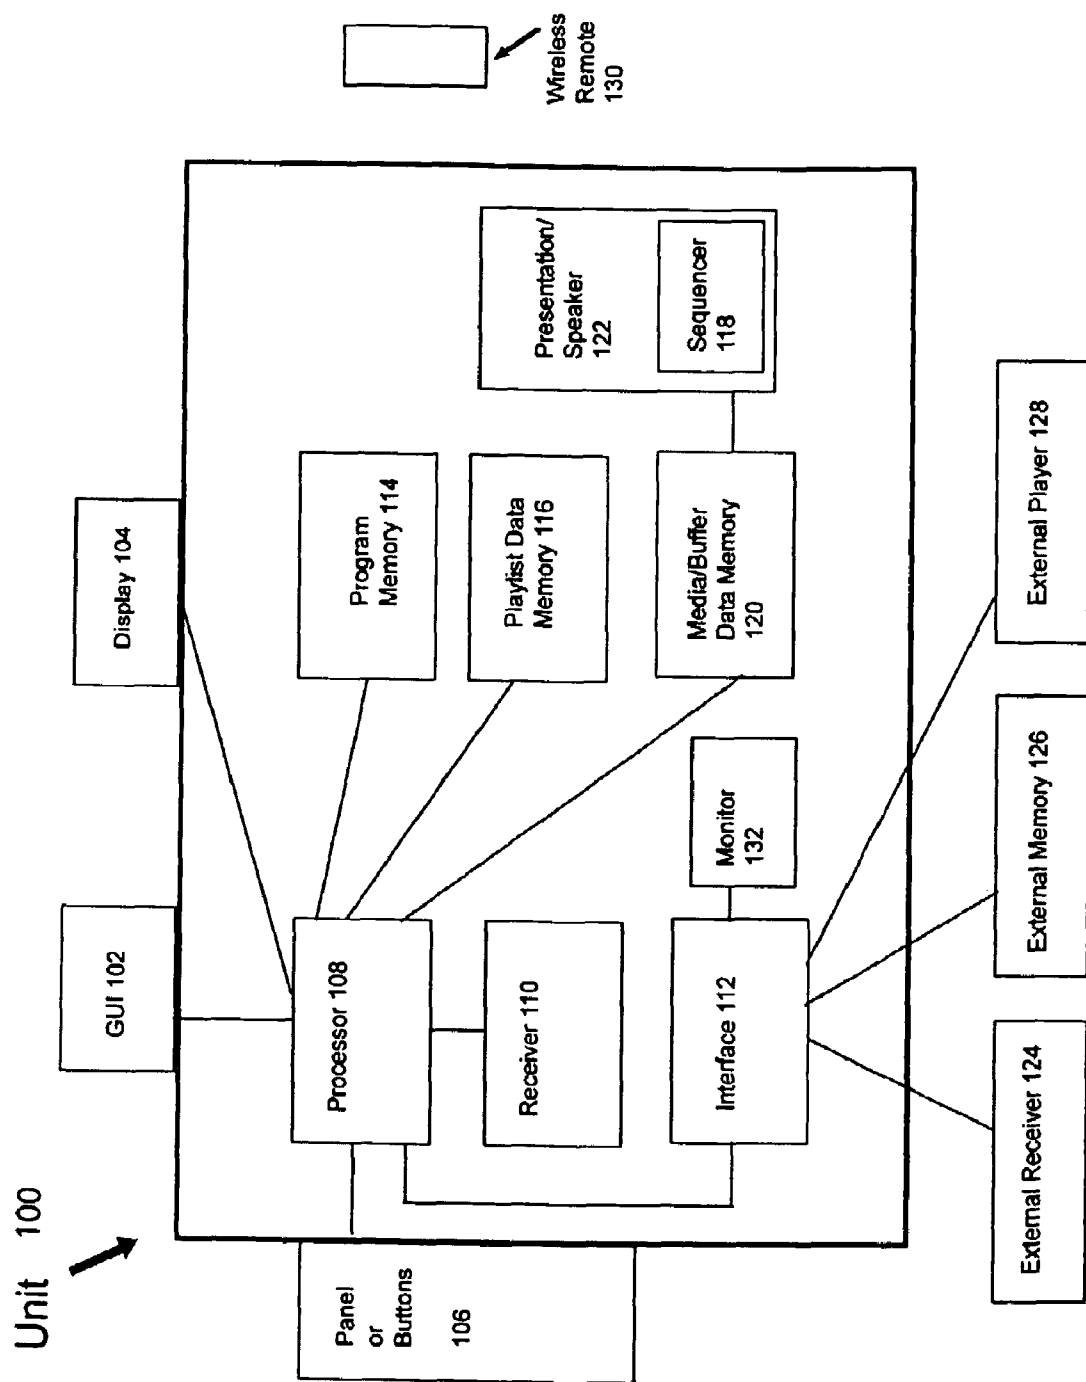 Unit 100
GUI 102
Display 104
Wireless
Remote
130
Panel
or
Buttons
106
Processor 108
Program
Memory 114
Receiver 110
Playlist Data
Memory 116
Presentation/
Speaker
122
Interface 112
Monitor
132
Media/Buffer
Data Memory
120
Sequencer
118
External Receiver 124
External Memory 126
External Player 128